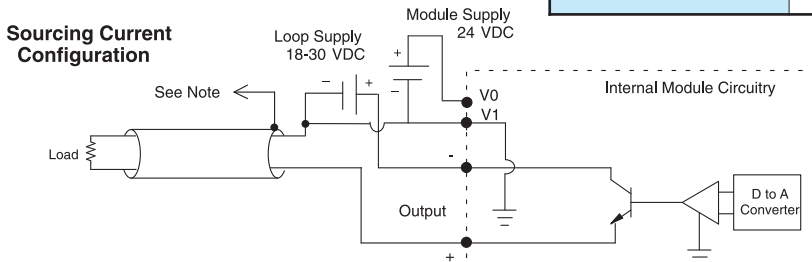 Sourcing Current
Configuration
Loop Supply
18-30 VDC
Module Supply
24 VDC
+
-
- +
See Note
V0
V1
Internal Module Circuitry
Load
-
Output
D to A
Converter
+